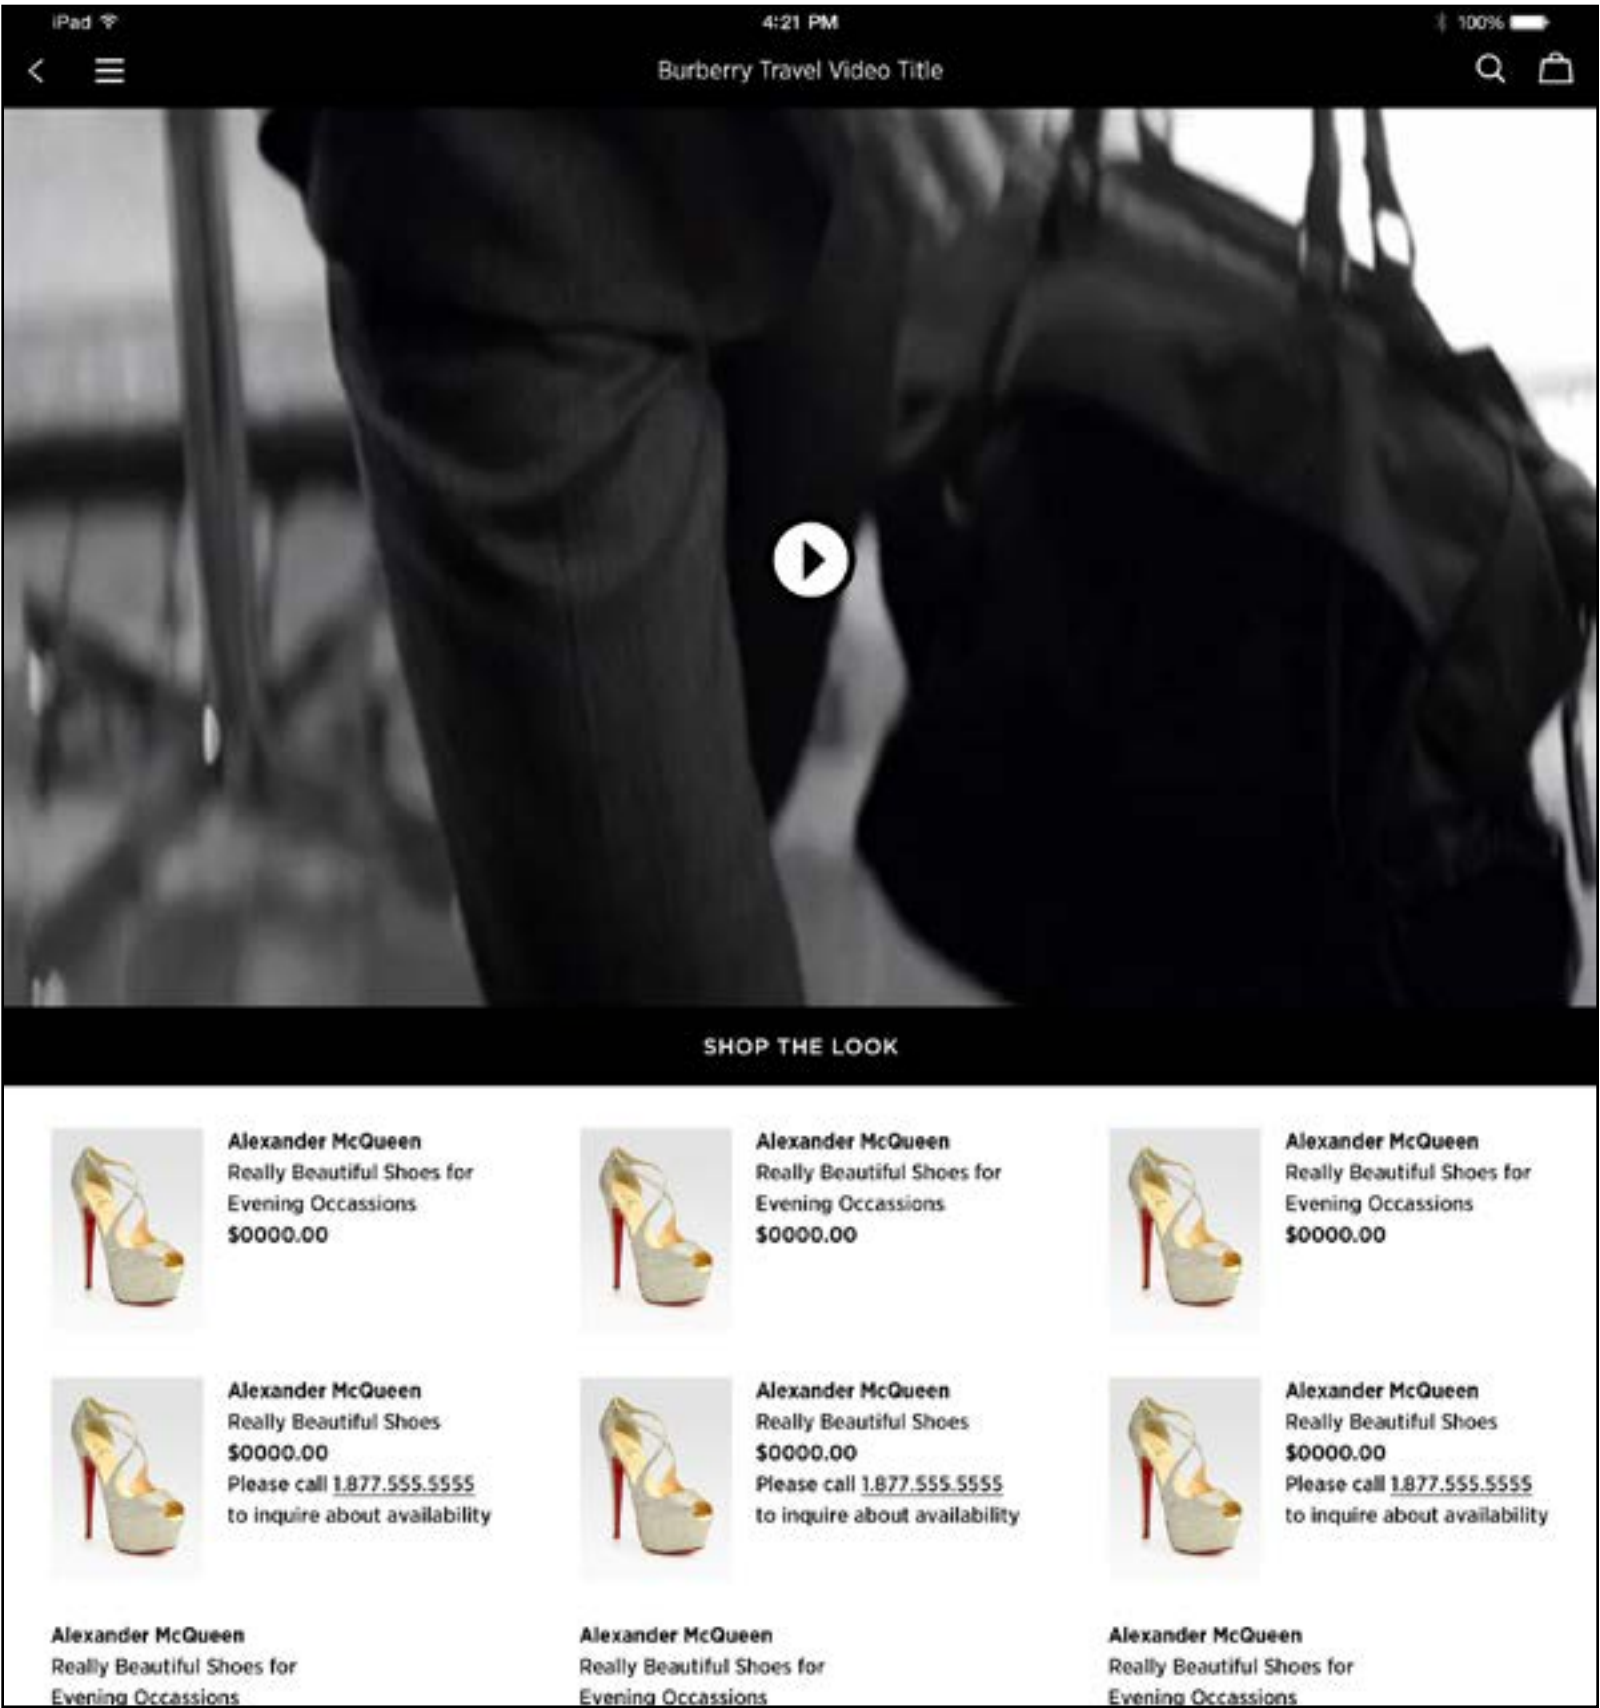 iPad
4:21 PM
100%
Burberry Travel Video Title
SHOP THE LOOK
Alexander McQueen
Really Beautiful Shoes for
Evening Occassions
$0000.00
Alexander McQueen
Really Beautiful Shoes for
Evening Occassions
$0000.00
Alexander McQueen
Really Beautiful Shoes for
Evening Occassions
$0000.00
Alexander McQueen
Really Beautiful Shoes
$0000.00
Please call 1.877.555.5555
to inquire about availability
Alexander McQueen
Really Beautiful Shoes
$0000.00
Please call 1.877.555.5555
to inquire about availability
Alexander McQueen
Really Beautiful Shoes
$0000.00
Please call 1.877.555.5555
to inquire about availability
Alexander McQueen
Really Beautiful Shoes for
Evening Occassions
Alexander McQueen
Really Beautiful Shoes for
Evening Occassions
Alexander McQueen
Really Beautiful Shoes for
Evening Occassions